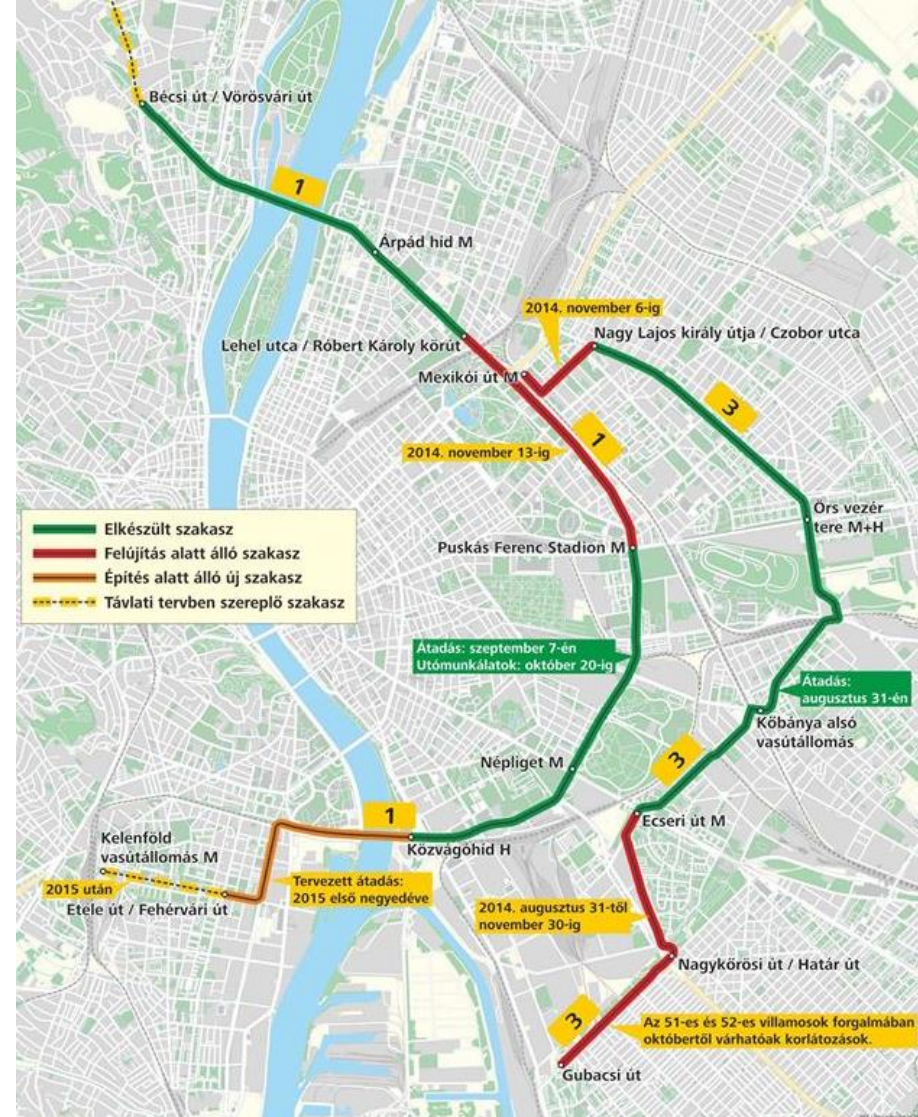 Bécsi út / Vörösvári út
1
Árpád híd M
2014. november 6-ig
Nagy Lajos király útja / Czobor utca
Lehel utca / Róbert Károly körút
Mexikói út M
3
1
2014. november 13-ig
Őrs vezér
tere M+H
Elkészült szakasz
Felújítás alatt álló szakasz
Építés alatt álló új szakasz
Távlati tervben szereplő szakasz
Puskás Ferenc Stadion M
Átadás: szeptember 7-én
Utómunkálatok: október 20-ig
Átadás:
augusztus 31-én
Kőbánya alsó
vasútállomás
Népliget M
3
1
Ecseri út M
Közvágóhíd H
Kelenföld
vasútállomás M
2015 után
Etele út / Fehérvári út
Tervezett átadás:
2015 első negyedéve
2014. augusztus 31-től
november 30-ig
Nagykőrösi út / Határ út
3
Az 51-es és 52-es villamosok forgalmában
októbertől várhatóak korlátozások.
Gubacsi út